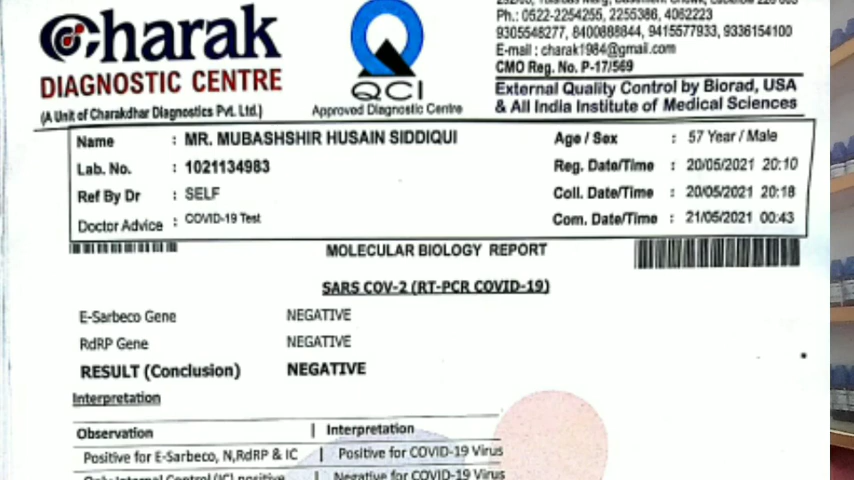 Charak
DIAGNOSTIC CENTRE
(A Unit of Charakdhar Diagnostics Pvt. Ltd.)
QCI
Approved Diagnostic Centre
Ph.: 0522-2254255, 2255386, 4062223
9305548277, 8400888844, 9415577933, 9336154100
E-mail : charak1984@gmail.com
CMO Reg. No. P-17/569
External Quality Control by Biorad, USA
& All India Institute of Medical Sciences
Name : MR. MUBASHSHIR HUSAIN SIDDIQUI Age / Sex : 57 Year / Male
Lab. No. : 1021134983 Reg. Date/Time : 20/05/2021 20:10
Ref By Dr : SELF Coll. Date/Time : 20/05/2021 20:18
Doctor Advice : COVID-19 Test Com. Date/Time : 21/05/2021 00:43
MOLECULAR BIOLOGY REPORT
SARS COV-2 (RT-PCR COVID-19)
E-Sarbeco Gene NEGATIVE
RdRP Gene NEGATIVE
RESULT (Conclusion) NEGATIVE
Interpretation
Observation | Interpretation
Positive for E-Sarbeco, N,RdRP & IC | Positive for COVID-19 Virus
Only Internal Control (IC) positive | Negative for COVID-19 Virus